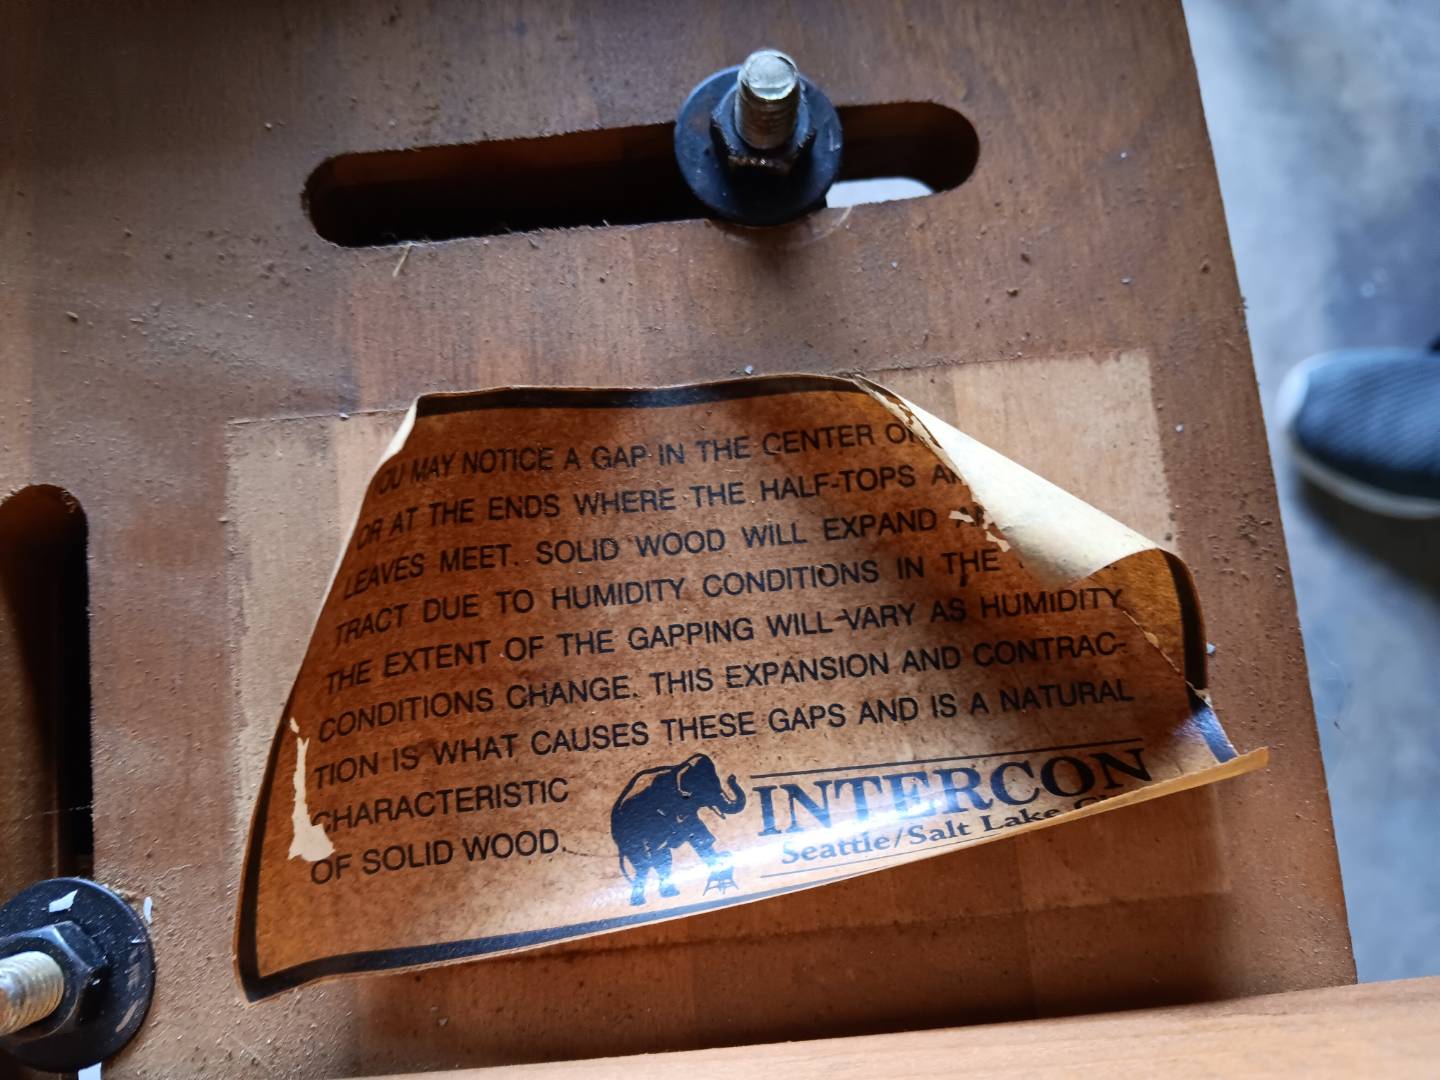 OU MAY NOTICE A GAP IN THE CENTER
OR AT THE ENDS WHERE THE HALF-TOPS
LEAVES MEET. SOLID WOOD WILL EXPAND
TRACT DUE TO HUMIDITY CONDITIONS IN THE
THE EXTENT OF THE GAPPING WILL VARY AS HUMIDITY
CONDITIONS CHANGE. THIS EXPANSION AND CONTRAC-
TION IS WHAT CAUSES THESE GAPS AND IS A NATURAL
CHARACTERISTIC
OF SOLID WOOD.
INTERCON
Seattle/Salt Lake